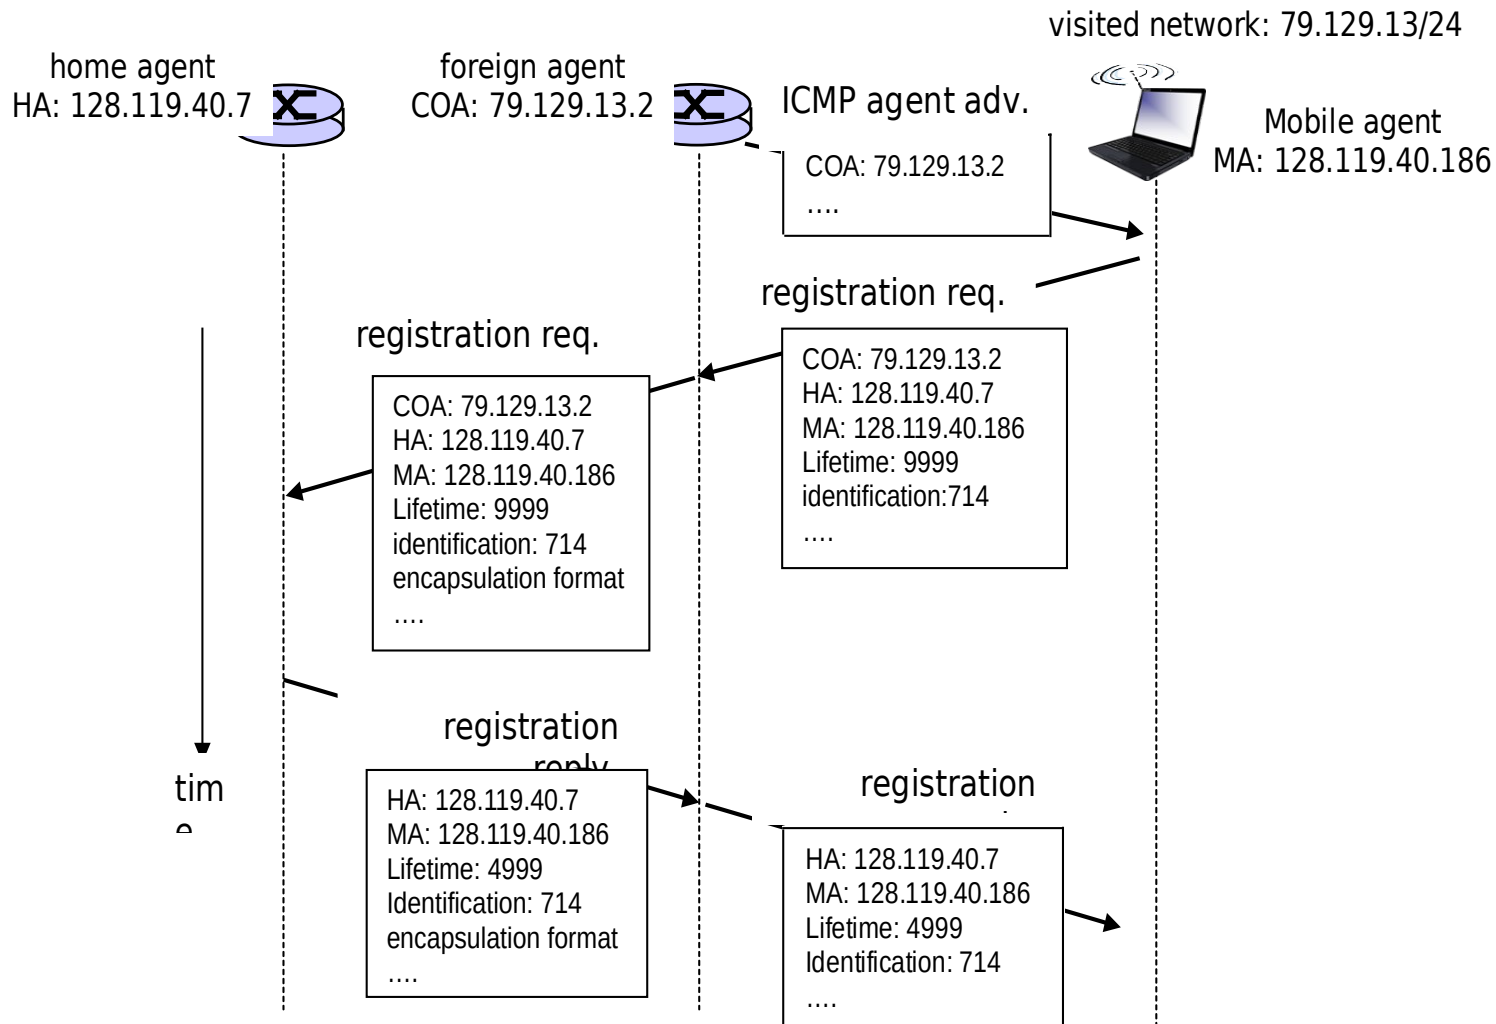 visited network: 79.129.13/24
home agent
HA: 128.119.40.7
foreign agent
COA: 79.129.13.2
ICMP agent adv.
COA: 79.129.13.2
....
Mobile agent
MA: 128.119.40.186
registration req.
COA: 79.129.13.2
HA: 128.119.40.7
MA: 128.119.40.186
Lifetime: 9999
identification:714
....
registration req.
COA: 79.129.13.2
HA: 128.119.40.7
MA: 128.119.40.186
Lifetime: 9999
identification: 714
encapsulation format
....
tim
e
registration
reply
HA: 128.119.40.7
MA: 128.119.40.186
Lifetime: 4999
Identification: 714
encapsulation format
....
registration
HA: 128.119.40.7
MA: 128.119.40.186
Lifetime: 4999
Identification: 714
....